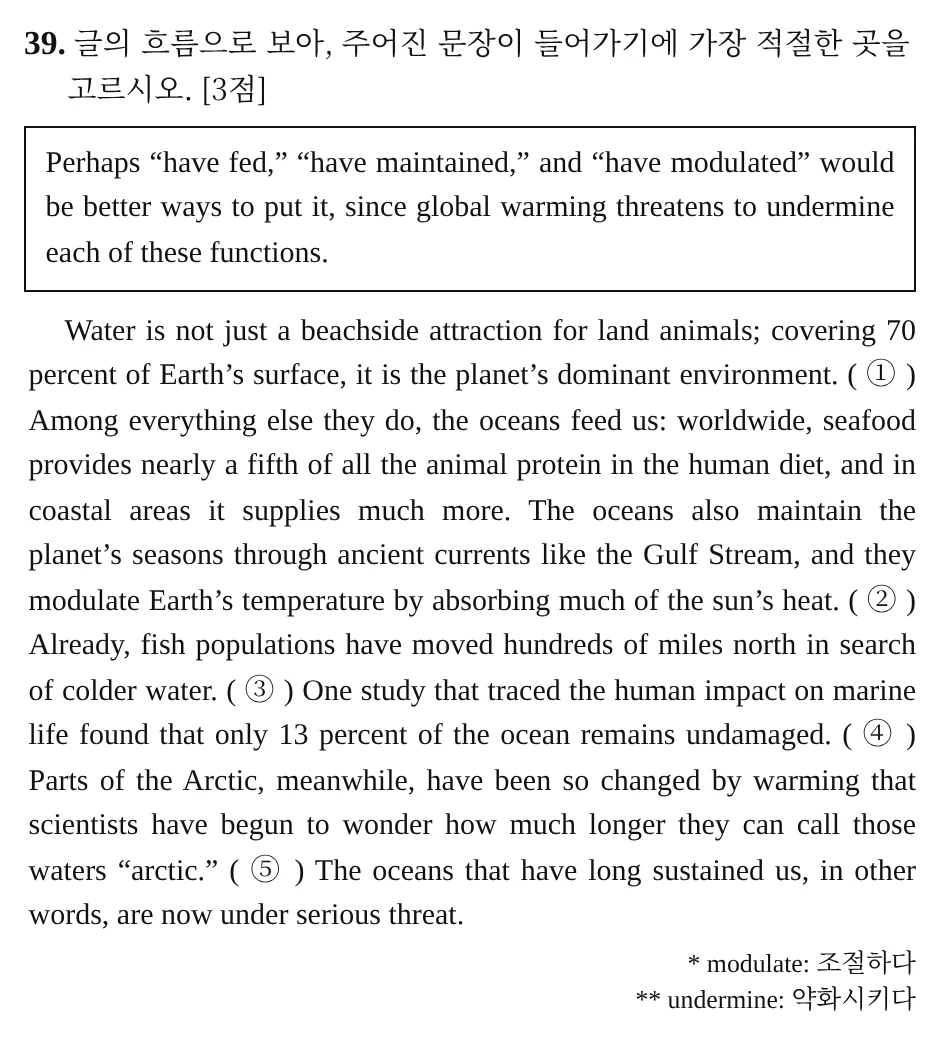 39. 글의 흐름으로 보아, 주어진 문장이 들어가기에 가장 적절한 곳을
고르시오. [3점]
Perhaps “have fed,” “have maintained,” and “have modulated” would
be better ways to put it, since global warming threatens to undermine
each of these functions.
Water is not just a beachside attraction for land animals; covering 70
percent of Earth’s surface, it is the planet’s dominant environment. ( ① )
Among everything else they do, the oceans feed us: worldwide, seafood
provides nearly a fifth of all the animal protein in the human diet, and in
coastal areas it supplies much more. The oceans also maintain the
planet’s seasons through ancient currents like the Gulf Stream, and they
modulate Earth’s temperature by absorbing much of the sun’s heat. ( ② )
Already, fish populations have moved hundreds of miles north in search
of colder water. ( ③ ) One study that traced the human impact on marine
life found that only 13 percent of the ocean remains undamaged. ( ④ )
Parts of the Arctic, meanwhile, have been so changed by warming that
scientists have begun to wonder how much longer they can call those
waters “arctic.” ( ⑤ ) The oceans that have long sustained us, in other
words, are now under serious threat.
* modulate: 조절하다
** undermine: 약화시키다